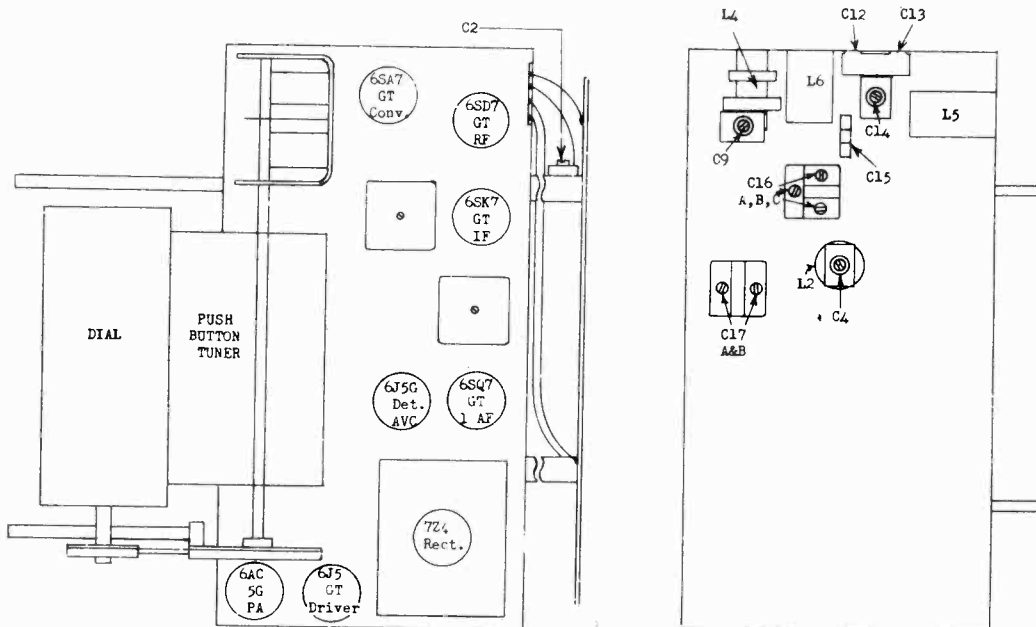 C2
6SA7
GT
Conv.
6SD7
GT
RF
6SK7
GT
IF
DIAL
PUSH
BUTTON
TUNER
6J5G
Det.
AVC
6SQ7
GT
1 AF
7Z4
Rect.
6AC
5G
PA
6J5
GT
Driver
L4
C12
C13
L6
L5
C14
C9
C15
C16
A,B,C
L2
C4
C17
A&B